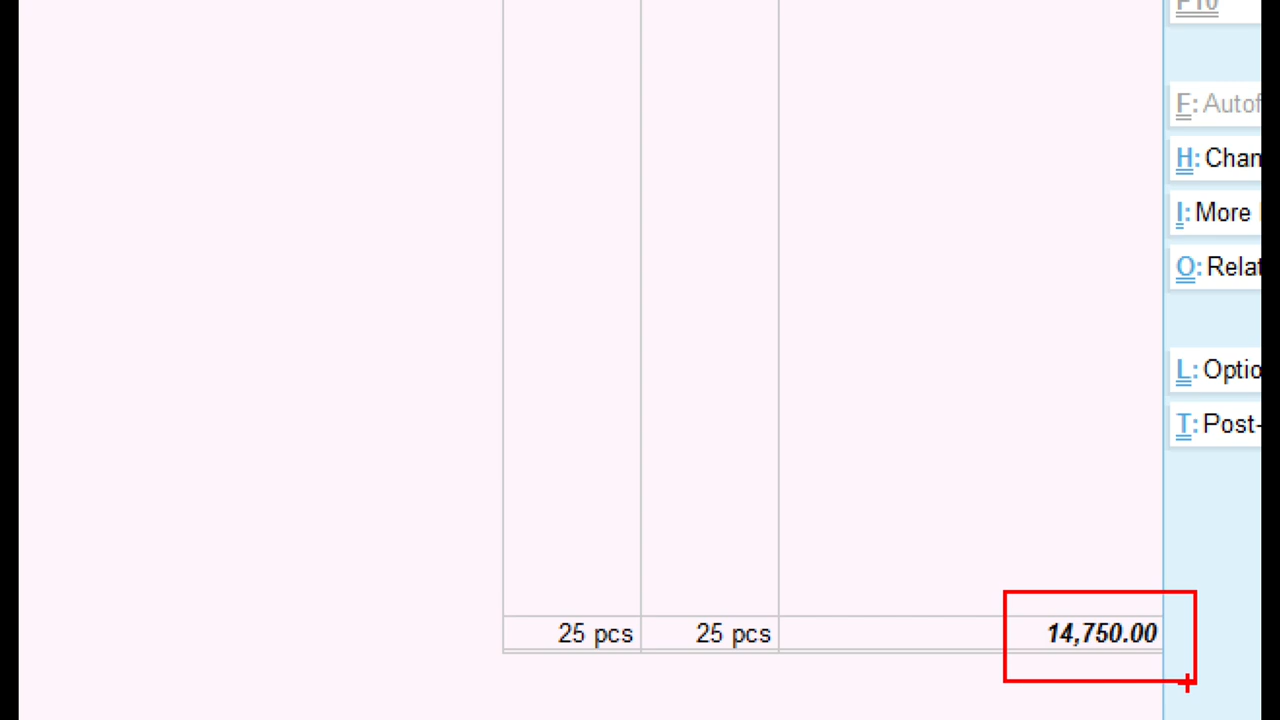 F10
F: Autof
H: Chan
I: More
O: Relat
L: Optio
T: Post-
25 pcs 25 pcs 14,750.00